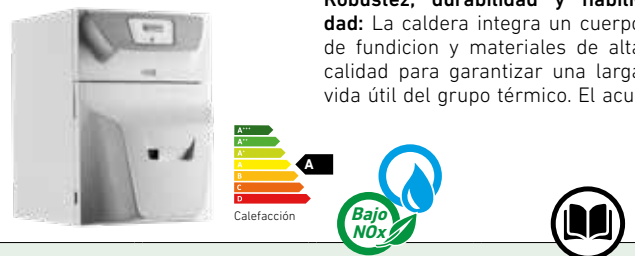 Robustez, durabilidad y habili-
dad: La caldera integra un cuerpo
de fundicion y materiales de alta
calidad para garantizar una larga
vida útil del grupo térmico. El acu
A+++
A++
A+
A
B
C
D
A
Calefacción
Bajo
NOx